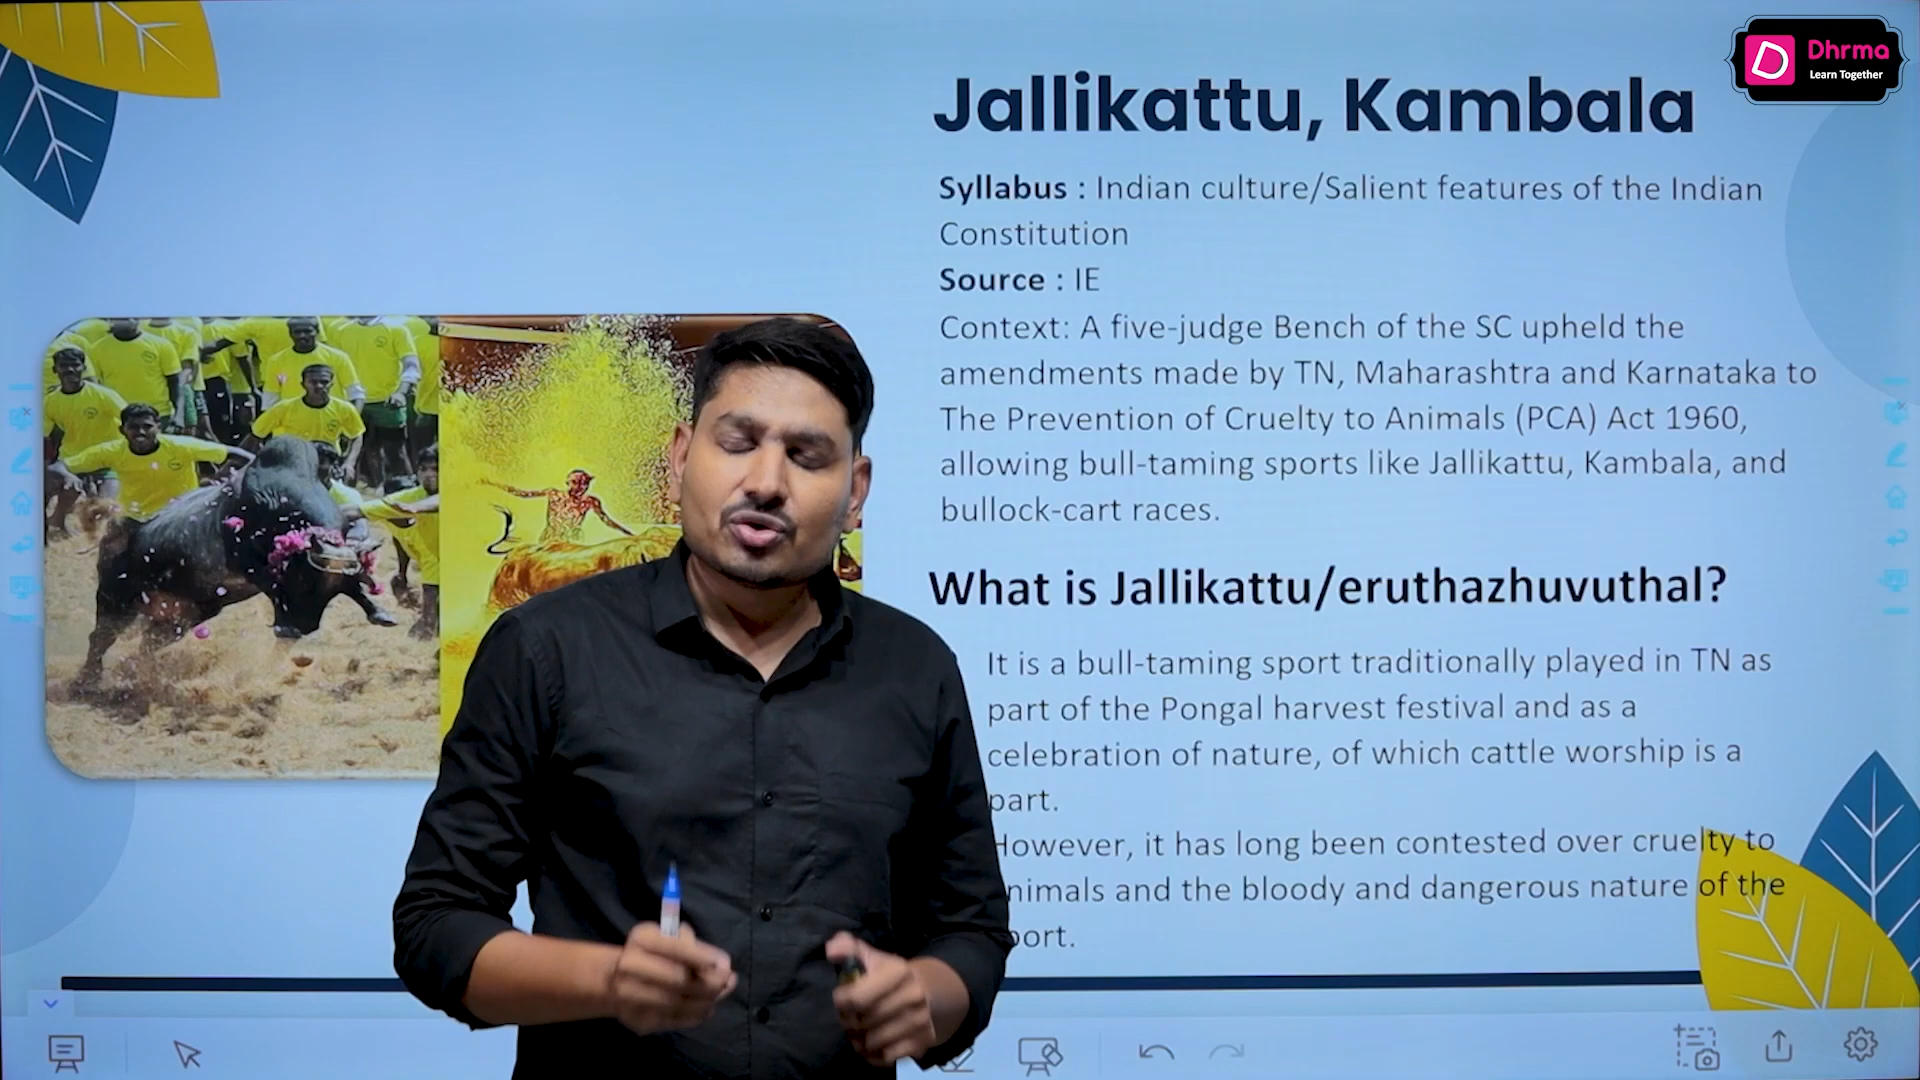 Dhrma
Learn Together
Jallikattu, Kambala
Syllabus : Indian culture/Salient features of the Indian
Constitution
Source : IE
Context: A five-judge Bench of the SC upheld the
amendments made by TN, Maharashtra and Karnataka to
The Prevention of Cruelty to Animals (PCA) Act 1960,
allowing bull-taming sports like Jallikattu, Kambala, and
bullock-cart races.
What is Jallikattu/eruthazhuvuthal?
It is a bull-taming sport traditionally played in TN as
part of the Pongal harvest festival and as a
celebration of nature, of which cattle worship is a
part.
However, it has long been contested over cruelty to
nimals and the bloody and dangerous nature of the
port.